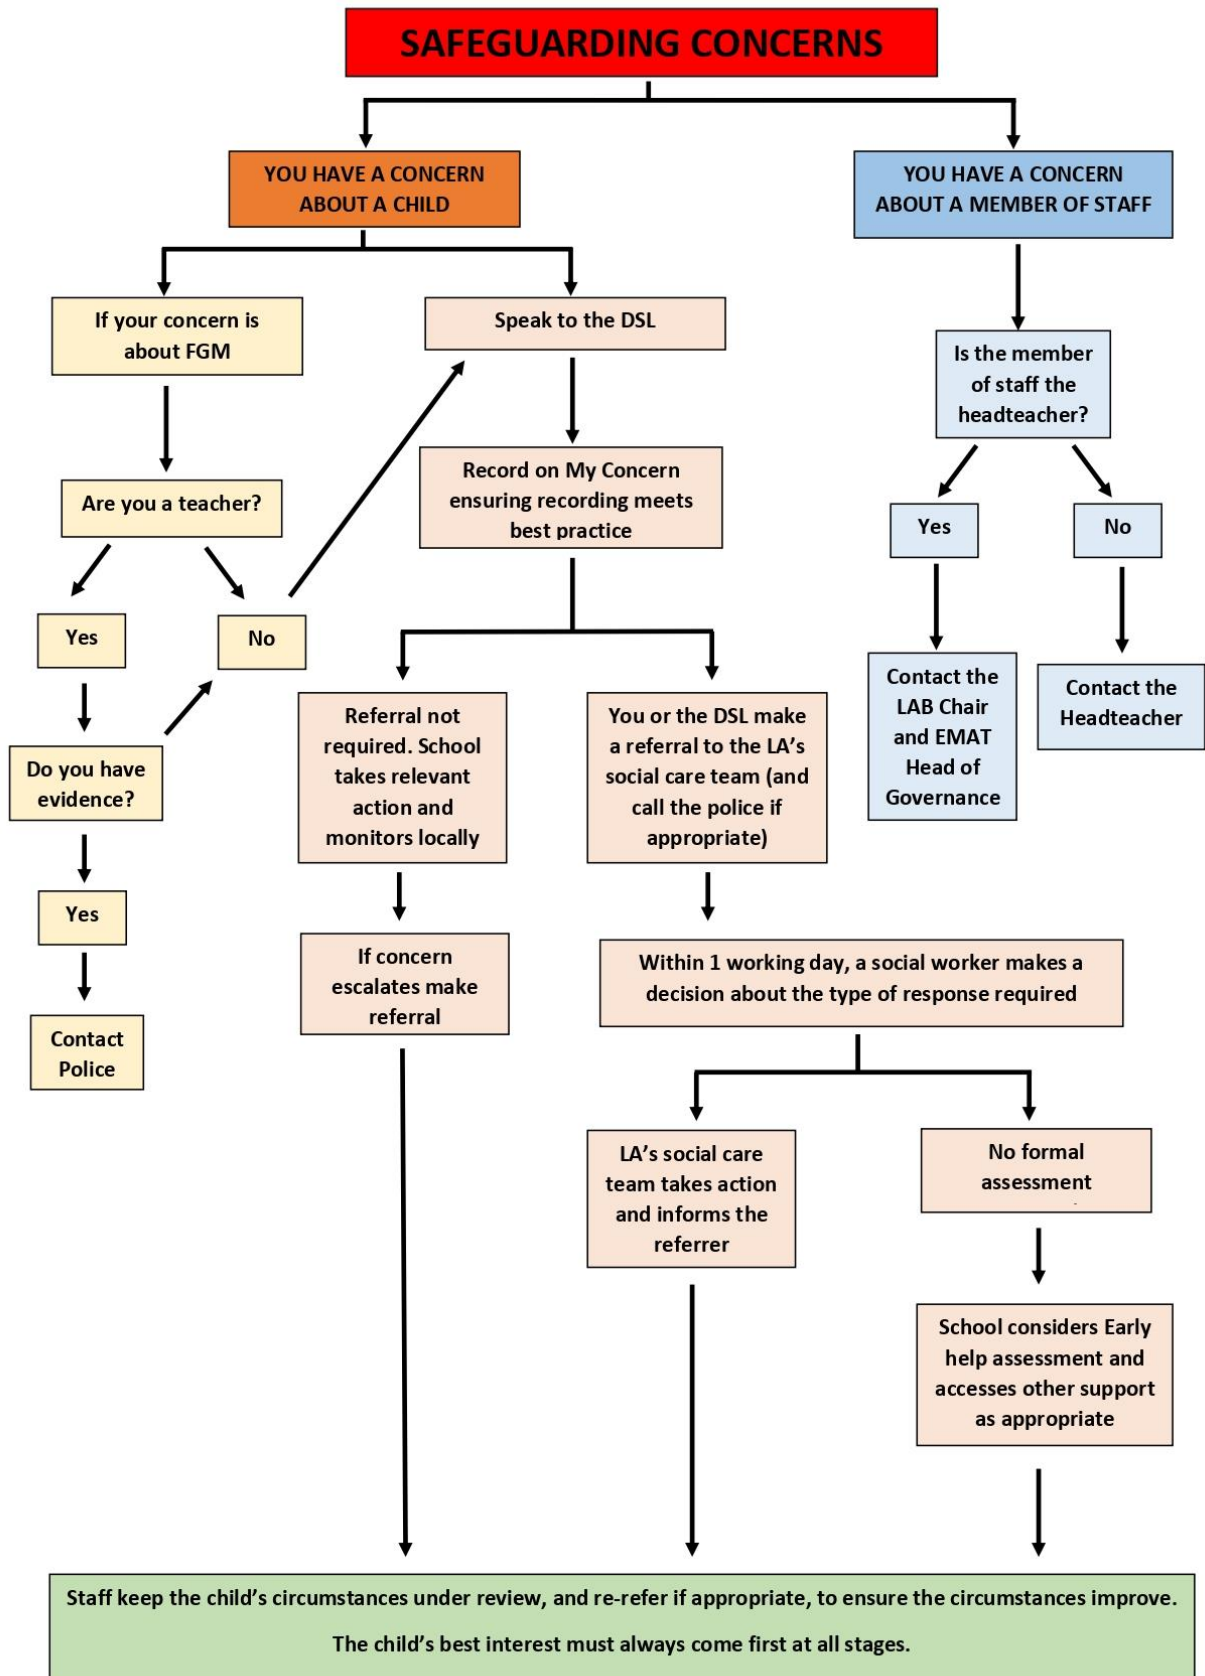 SAFEGUARDING CONCERNS
YOU HAVE A CONCERN
ABOUT A CHILD
YOU HAVE A CONCERN
ABOUT A MEMBER OF STAFF
If your concern is
about FGM
Speak to the DSL
Is the member
of staff the
headteacher?
Are you a teacher?
Record on My Concern
ensuring recording meets
best practice
Yes
No
Yes
No
Do you have
evidence?
Referral not
required. School
takes relevant
action and
monitors locally
You or the DSL make
a referral to the LA’s
social care team (and
call the police if
appropriate)
Contact the
LAB Chair
and EMAT
Head of
Governance
Contact the
Headteacher
Yes
If concern
escalates make
referral
Within 1 working day, a social worker makes a
decision about the type of response required
Contact
Police
LA’s social care
team takes action
and informs the
referrer
No formal
assessment
School considers Early
help assessment and
accesses other support
as appropriate
Staff keep the child’s circumstances under review, and re-refer if appropriate, to ensure the circumstances improve.
The child’s best interest must always come first at all stages.